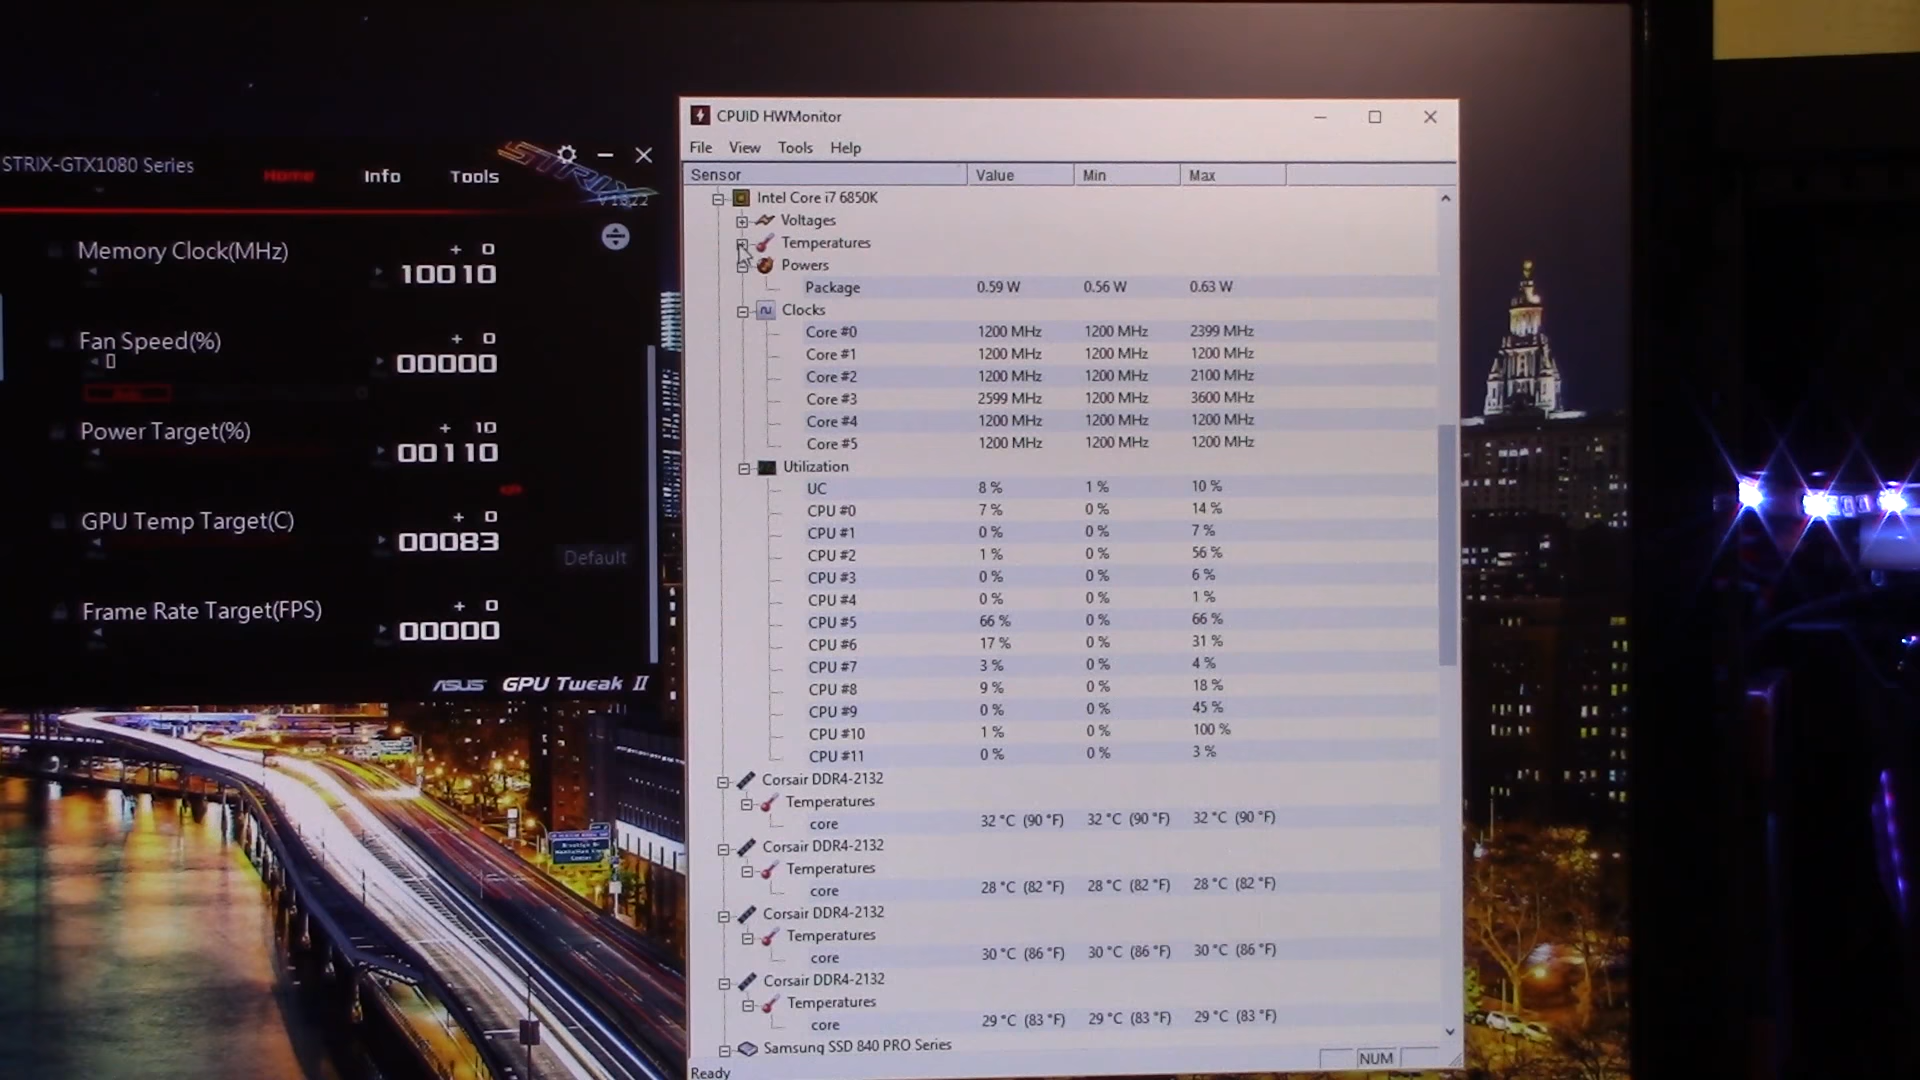 STRIX-GTX1080 Series
Home Info Tools
STRIX
V 1.3.2.2
Memory Clock(MHz) + 0
10010
Fan Speed(%) + 0
00000
Power Target(%) + 10
00110
GPU Temp Target(C) + 0
00083
Default
Frame Rate Target(FPS) + 0
00000
ASUS GPU Tweak II
CPUID HWMonitor
File View Tools Help
Sensor Value Min Max
Intel Core i7 6850K
Voltages
Temperatures
Powers
Package 0.59 W 0.56 W 0.63 W
Clocks
Core #0 1200 MHz 1200 MHz 2399 MHz
Core #1 1200 MHz 1200 MHz 1200 MHz
Core #2 1200 MHz 1200 MHz 2100 MHz
Core #3 2599 MHz 1200 MHz 3600 MHz
Core #4 1200 MHz 1200 MHz 1200 MHz
Core #5 1200 MHz 1200 MHz 1200 MHz
Utilization
UC 8 % 1 % 10 %
CPU #0 7 % 0 % 14 %
CPU #1 0 % 0 % 7 %
CPU #2 1 % 0 % 56 %
CPU #3 0 % 0 % 6 %
CPU #4 0 % 0 % 1 %
CPU #5 66 % 0 % 66 %
CPU #6 17 % 0 % 31 %
CPU #7 3 % 0 % 4 %
CPU #8 9 % 0 % 18 %
CPU #9 0 % 0 % 45 %
CPU #10 1 % 0 % 100 %
CPU #11 0 % 0 % 3 %
Corsair DDR4-2132
Temperatures
core 32 °C (90 °F) 32 °C (90 °F) 32 °C (90 °F)
Corsair DDR4-2132
Temperatures
core 28 °C (82 °F) 28 °C (82 °F) 28 °C (82 °F)
Corsair DDR4-2132
Temperatures
core 30 °C (86 °F) 30 °C (86 °F) 30 °C (86 °F)
Corsair DDR4-2132
Temperatures
core 29 °C (83 °F) 29 °C (83 °F) 29 °C (83 °F)
Samsung SSD 840 PRO Series
Ready NUM